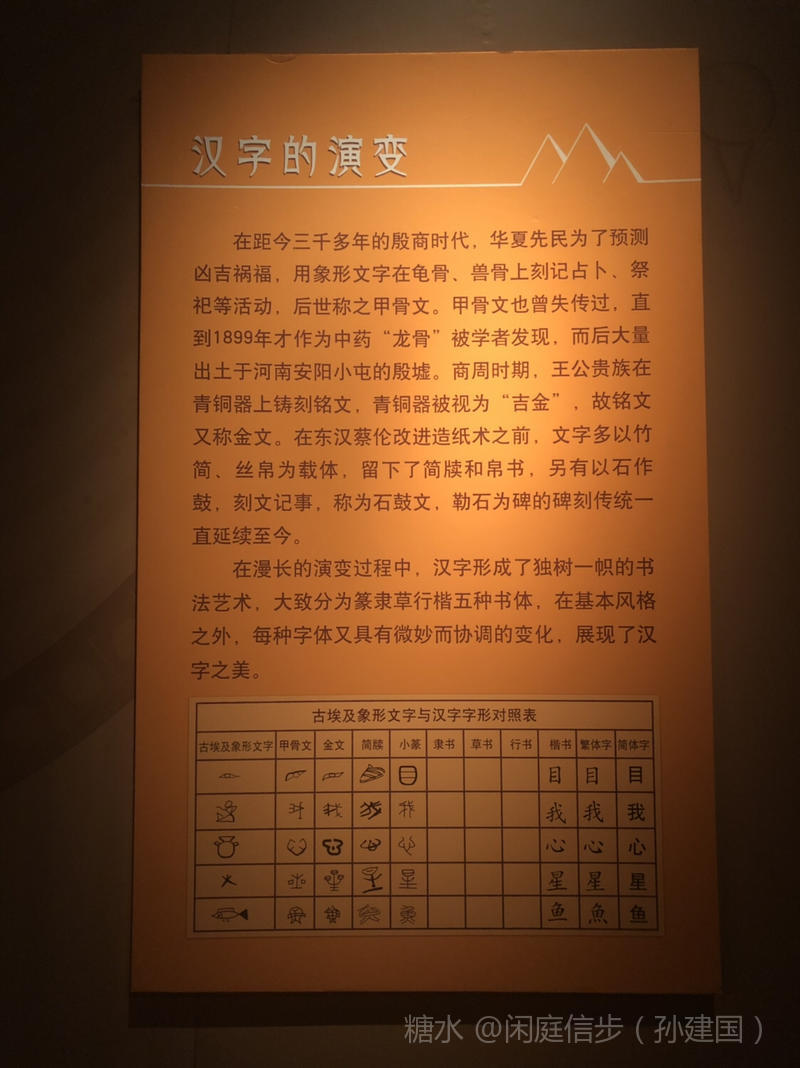 汉字的演变
在距今三千多年的殷商时代，华夏先民为了预测
凶吉祸福，用象形文字在龟骨、兽骨上刻记占卜、祭
祀等活动，后世称之甲骨文。甲骨文也曾失传过，直
到1899年才作为中药“龙骨”被学者发现，而后大量
出土于河南安阳小屯的殷墟。商周时期，王公贵族在
青铜器上铸刻铭文，青铜器被视为“吉金”，故铭文
又称金文。在东汉蔡伦改进造纸术之前，文字多以竹
简、丝帛为载体，留下了简牍和帛书，另有以石作
鼓，刻文记事，称为石鼓文，勒石为碑的碑刻传统一
直延续至今。
在漫长的演变过程中，汉字形成了独树一帜的书
法艺术，大致分为篆隶草行楷五种书体，在基本风格
之外，每种字体又具有微妙而协调的变化，展现了汉
字之美。
古埃及象形文字与汉字字形对照表
古埃及象形文字 甲骨文 金文 简牍 小篆 隶书 草书 行书 楷书 繁体字 简体字
目 目 目
我 我 我
心 心 心
星 星 星
鱼 魚 鱼
糖水 @闲庭信步（孙建国）